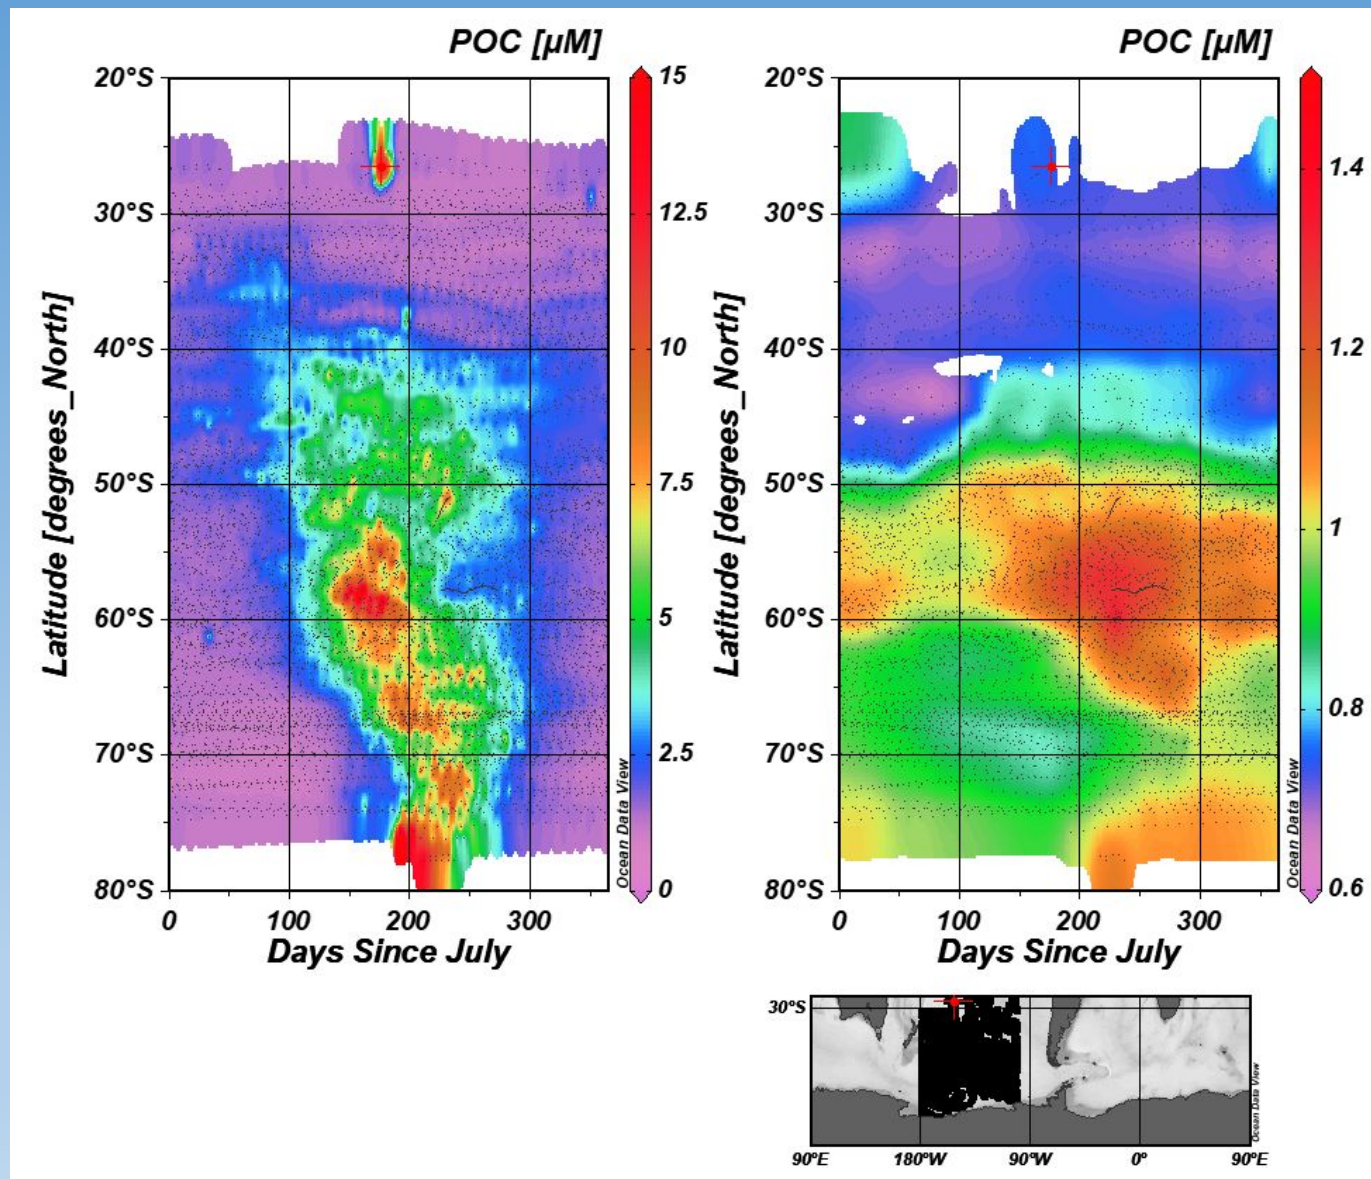 POC [µM]
20°S
30°S
40°S
50°S
60°S
70°S
80°S
Latitude [degrees_North]
0
100
200
300
Days Since July
15
12.5
10
7.5
5
2.5
0
Ocean Data View
POC [µM]
20°S
30°S
40°S
50°S
60°S
70°S
80°S
Latitude [degrees_North]
0
100
200
300
Days Since July
1.4
1.2
1
0.8
0.6
Ocean Data View
30°S
90°E
180°W
90°W
0°
90°E
Ocean Data View